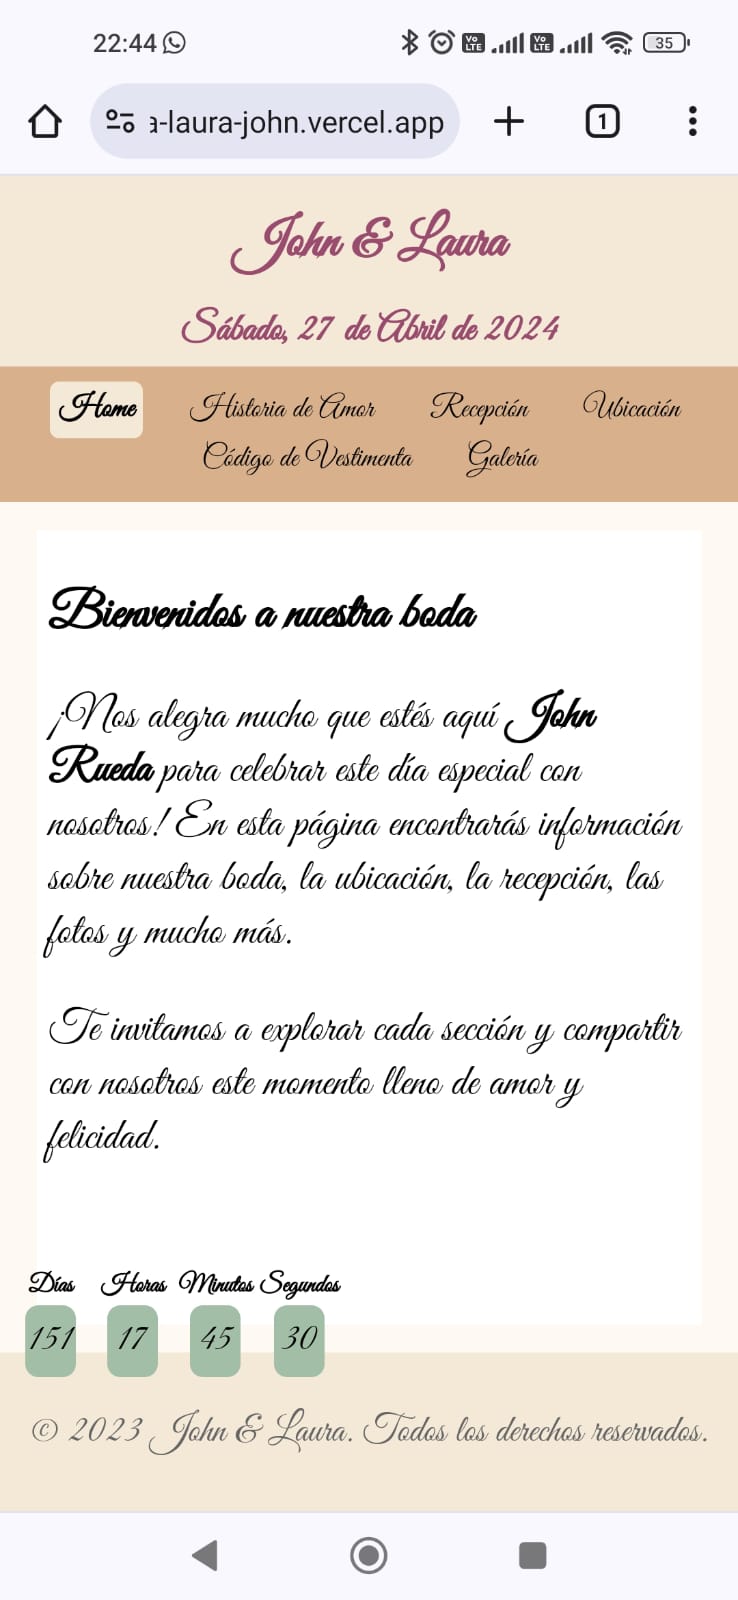 22:44
Vo LTE Vo LTE 35
a-laura-john.vercel.app 1
John & Laura
Sábado, 27 de Abril de 2024
Home Historia de Amor Recepción Ubicación
Código de Vestimenta Galería
Bienvenidos a nuestra boda
¡Nos alegra mucho que estés aquí John
Rueda para celebrar este día especial con
nosotros! En esta página encontrarás información
sobre nuestra boda, la ubicación, la recepción, las
fotos y mucho más.
Te invitamos a explorar cada sección y compartir
con nosotros este momento lleno de amor y
felicidad.
Días Horas Minutos Segundos
151 17 45 30
© 2023 John & Laura. Todos los derechos reservados.